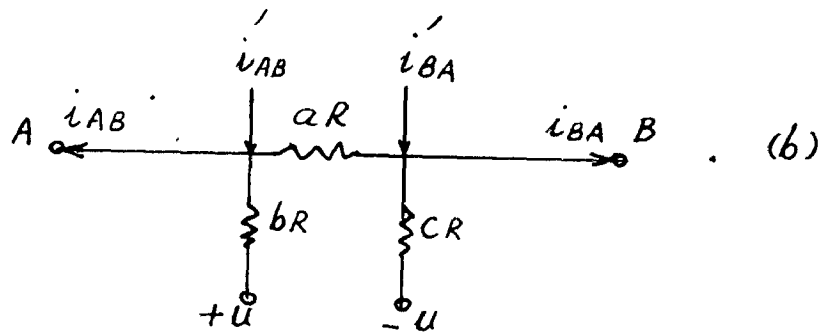 i'AB i'BA
A iAB aR iBA B . (b)
bR CR
+u -u